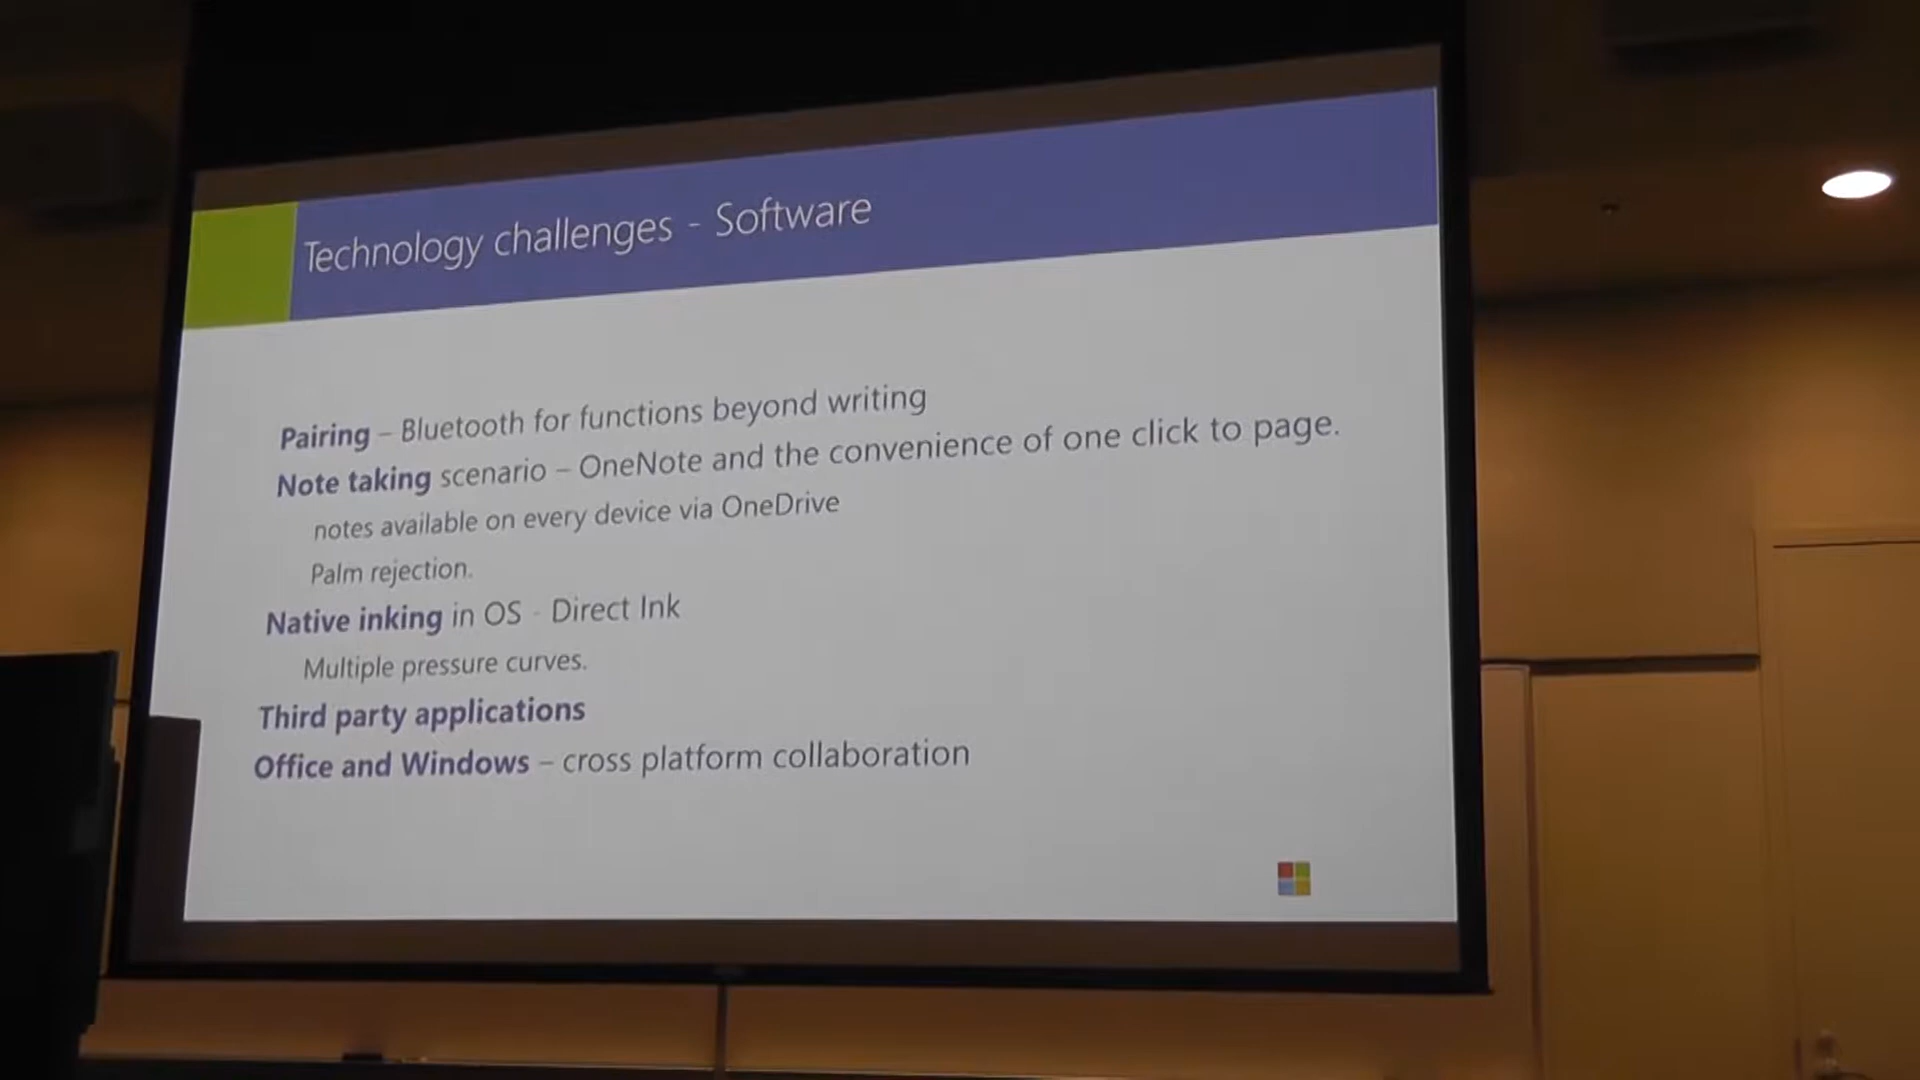 Technology challenges - Software
Pairing – Bluetooth for functions beyond writing
Note taking scenario – OneNote and the convenience of one click to page.
notes available on every device via OneDrive
Palm rejection.
Native inking in OS - Direct Ink
Multiple pressure curves.
Third party applications
Office and Windows – cross platform collaboration